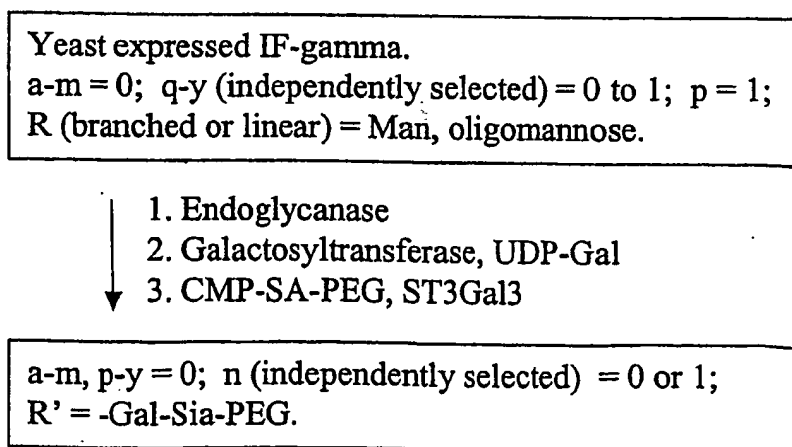 Yeast expressed IF-gamma.
a-m = 0; q-y (independently selected) = 0 to 1; p = 1;
R (branched or linear) = Man, oligomannose.
1. Endoglycanase
2. Galactosyltransferase, UDP-Gal
3. CMP-SA-PEG, ST3Gal3
a-m, p-y = 0; n (independently selected) = 0 or 1;
R' = -Gal-Sia-PEG.